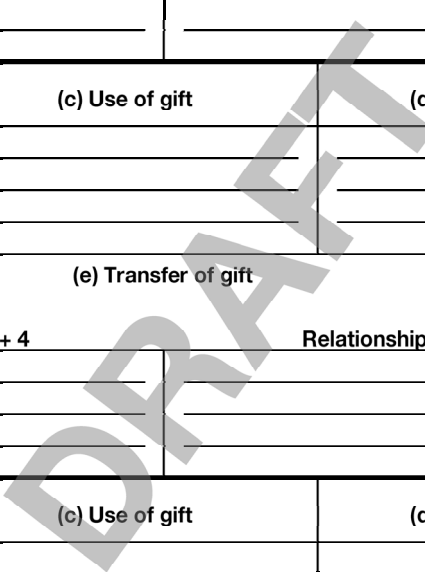 (c) Use of gift (d
(e) Transfer of gift
+ 4 Relationship
(c) Use of gift (d
DRAFT